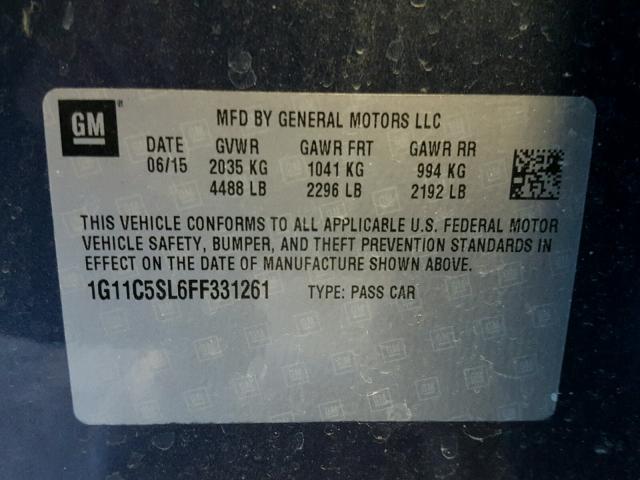 GM
MFD BY GENERAL MOTORS LLC
DATE GVWR GAWR FRT GAWR RR
06/15 2035 KG 1041 KG 994 KG
4488 LB 2296 LB 2192 LB
THIS VEHICLE CONFORMS TO ALL APPLICABLE U.S. FEDERAL MOTOR
VEHICLE SAFETY, BUMPER, AND THEFT PREVENTION STANDARDS IN
EFFECT ON THE DATE OF MANUFACTURE SHOWN ABOVE.
1G11C5SL6FF331261 TYPE: PASS CAR